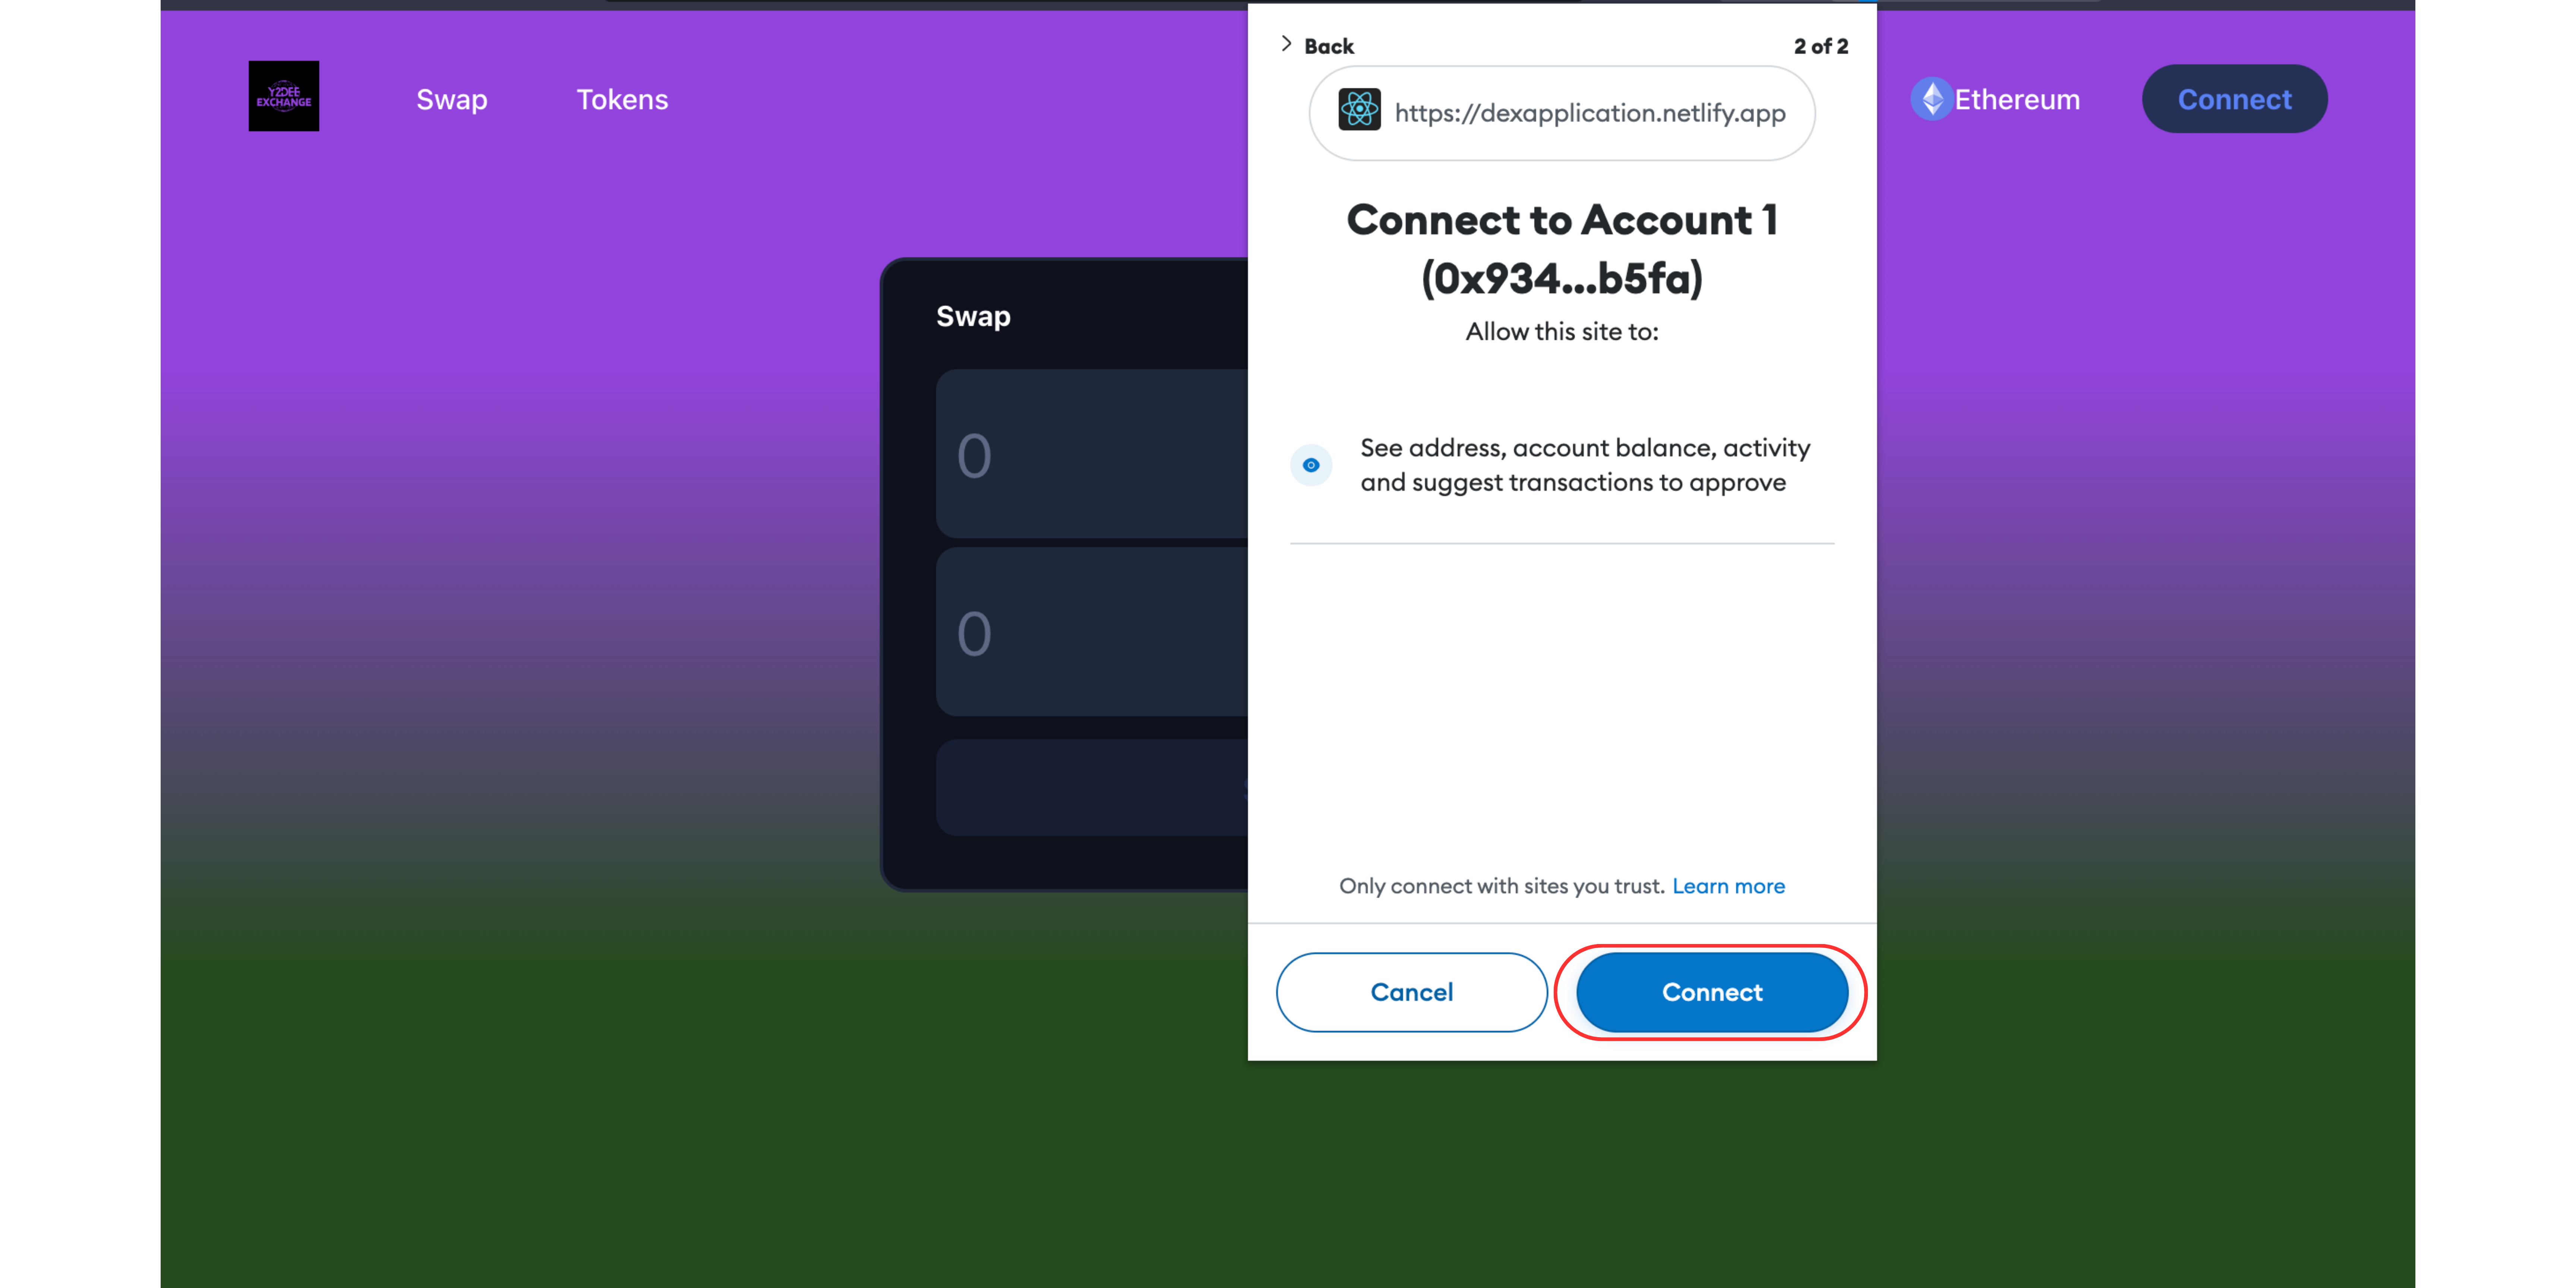 Y2DEE
EXCHANGE
Swap
Tokens
Ethereum
Connect
Swap
0
0
Back
2 of 2
https://dexapplication.netlify.app
Connect to Account 1
(0x934...b5fa)
Allow this site to:
See address, account balance, activity
and suggest transactions to approve
Only connect with sites you trust. Learn more
Cancel
Connect